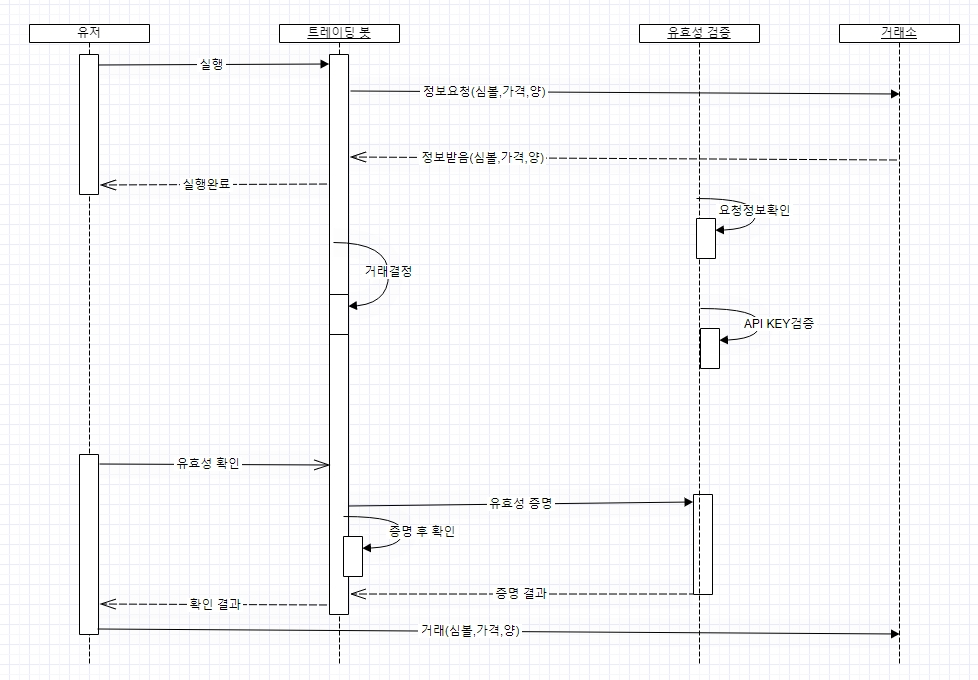 유저
트레이딩 봇
유효성 검증
거래소
실행
정보요청(심볼,가격,양)
정보받음(심볼,가격,양)
실행완료
요청정보확인
거래결정
API KEY검증
유효성 확인
유효성 증명
증명 후 확인
증명 결과
확인 결과
거래(심볼,가격,양)